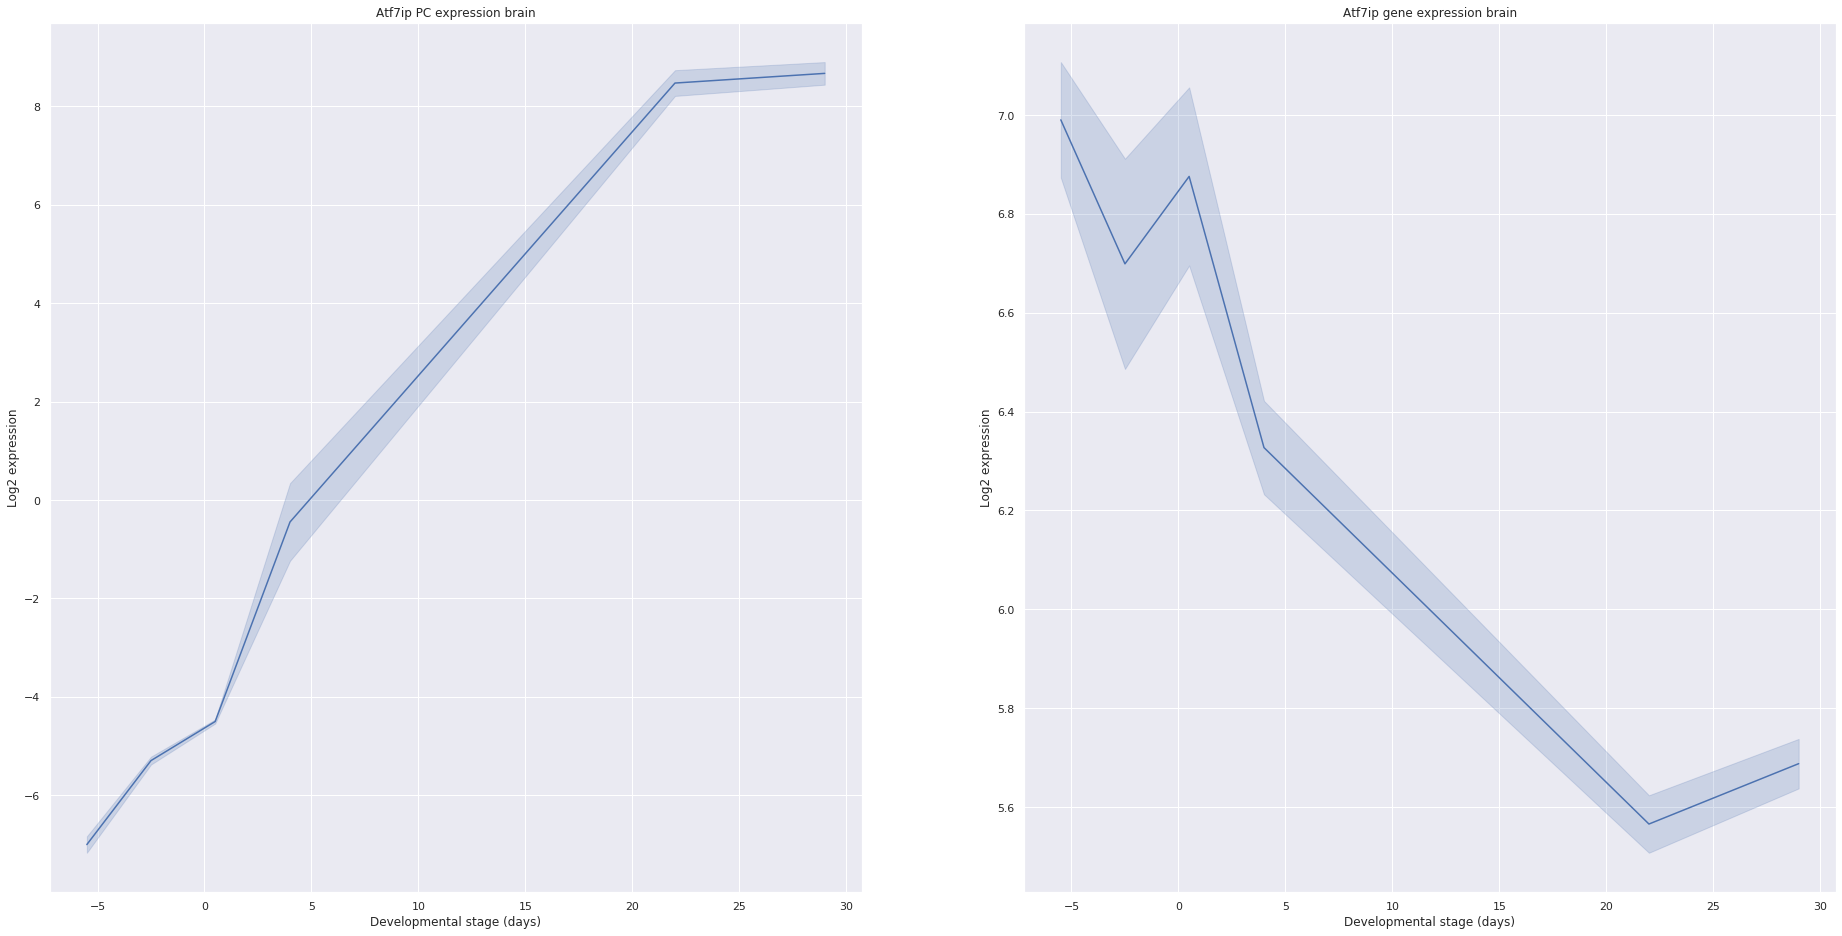 Atf7ip PC expression brain
Log2 expression
8
6
4
2
0
−2
−4
−6
−5 0 5 10 15 20 25 30
Developmental stage (days)
Atf7ip gene expression brain
Log2 expression
7.0
6.8
6.6
6.4
6.2
6.0
5.8
5.6
−5 0 5 10 15 20 25 30
Developmental stage (days)